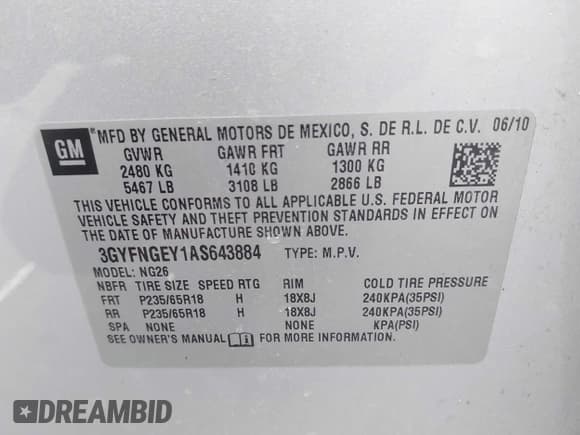 GM ® MFD BY GENERAL MOTORS DE MEXICO, S. DE R.L. DE C.V. 06/10
GVWR GAWR FRT GAWR RR
2480 KG 1410 KG 1300 KG
5467 LB 3108 LB 2866 LB
THIS VEHICLE CONFORMS TO ALL APPLICABLE U.S. FEDERAL MOTOR
VEHICLE SAFETY AND THEFT PREVENTION STANDARDS IN EFFECT ON
THE DATE OF MANUFACTURE SHOWN ABOVE.
3GYFNGEY1AS643884 TYPE: M.P.V.
MODEL: NG26
NBFR TIRE SIZE SPEED RTG RIM COLD TIRE PRESSURE
FRT P235/65R18 H 18X8J 240KPA(35PSI)
RR P235/65R18 H 18X8J 240KPA(35PSI)
SPA NONE NONE KPA(PSI)
SEE OWNER'S MANUAL FOR MORE INFORMATION.
DREAMBID